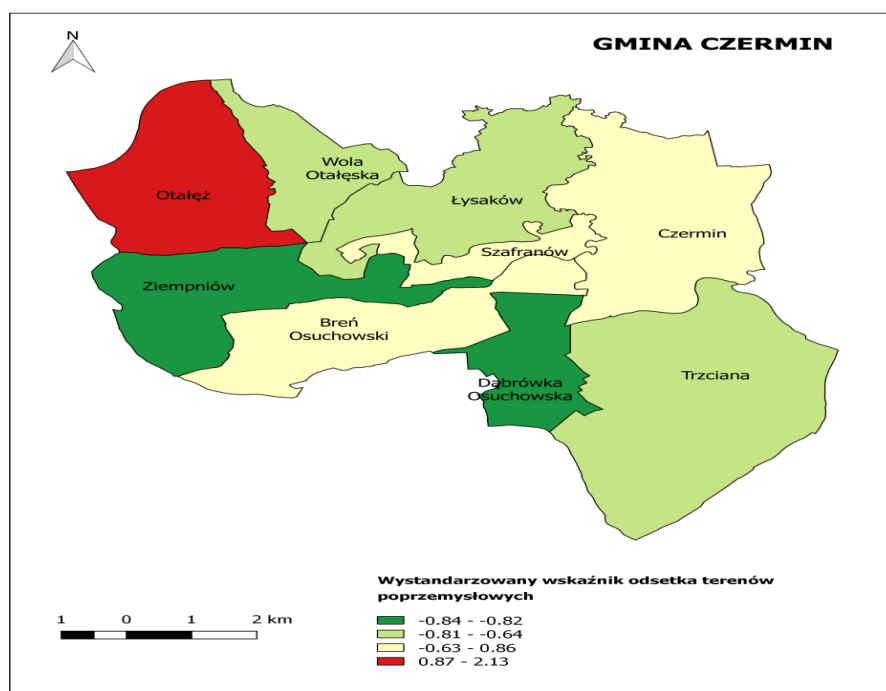 GMINA CZERMIN
N
Wola
Otałęska
Otałęż
Łysaków
Szafranów
Czermin
Ziempniów
Breń
Osuchowski
Dąbrówka
Osuchowska
Trzciana
Wystandarzowany wskaźnik odsetka terenów
poprzemysłowych
-0.84 - -0.82
-0.81 - -0.64
-0.63 - 0.86
0.87 - 2.13
1 0 1 2 km